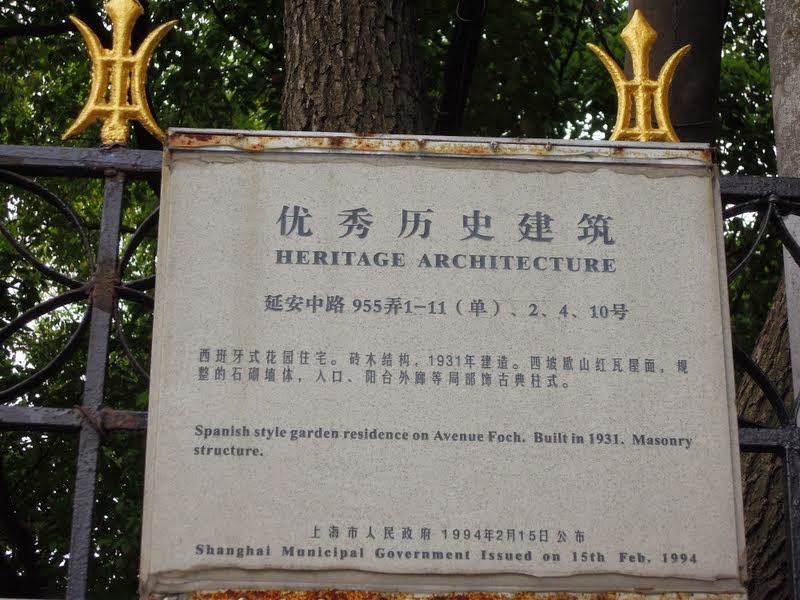 优秀历史建筑
HERITAGE ARCHITECTURE
延安中路 955弄1-11（单）、2、4、10号
西班牙式花园住宅。砖木结构，1931年建造。四坡歇山红瓦屋面，规
整的石砌墙体，入口、阳台外廊等局部饰古典柱式。
Spanish style garden residence on Avenue Foch. Built in 1931. Masonry
structure.
上海市人民政府 1994年2月15日公布
Shanghai Municipal Government Issued on 15th Feb. 1994